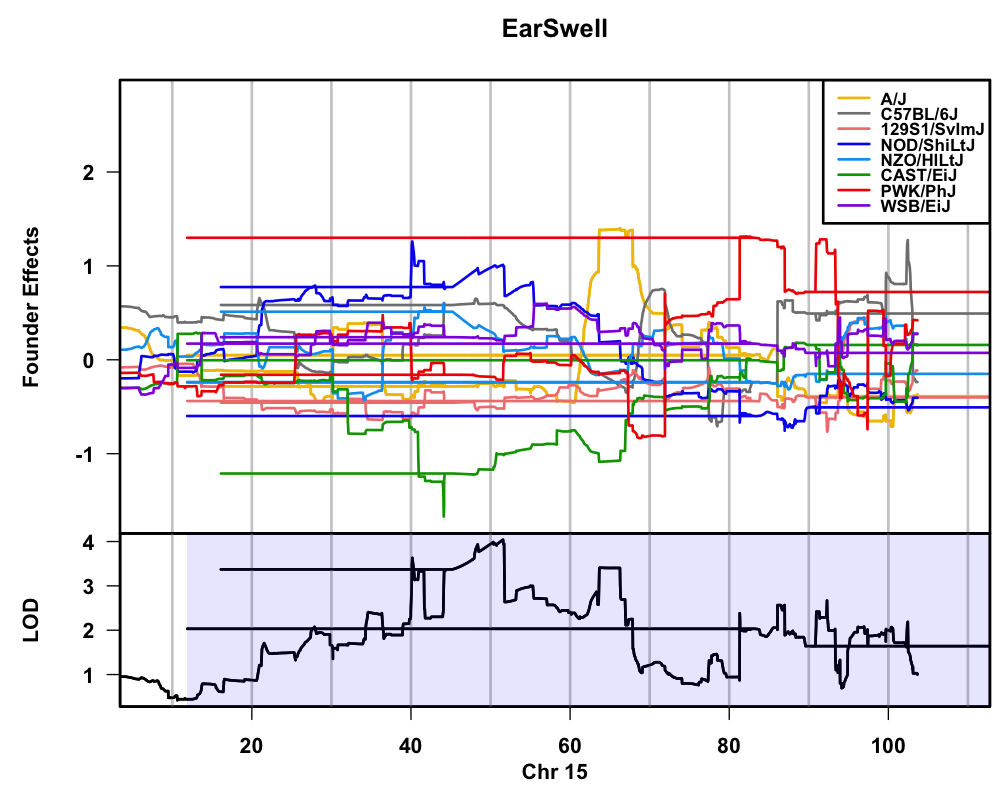 EarSwell
A/J
C57BL/6J
129S1/SvImJ
NOD/ShiLtJ
NZO/HlLtJ
CAST/EiJ
PWK/PhJ
WSB/EiJ
Founder Effects
2
1
0
-1
LOD
4
3
2
1
20 40 60 80 100
Chr 15